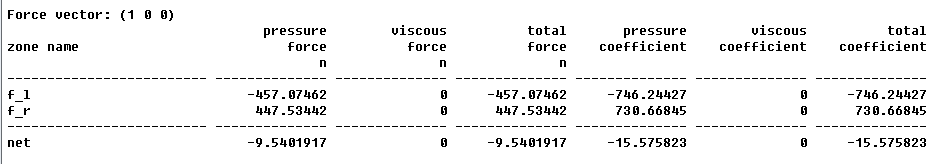 Force vector: (1 0 0)
pressure viscous total pressure viscous total
zone name force force force coefficient coefficient coefficient
n n n
------------------------- -------------- -------------- -------------- -------------- -------------- --------------
f_l -457.07462 0 -457.07462 -746.24427 0 -746.24427
f_r 447.53442 0 447.53442 730.66845 0 730.66845
------------------------- -------------- -------------- -------------- -------------- -------------- --------------
net -9.5401917 0 -9.5401917 -15.575823 0 -15.575823